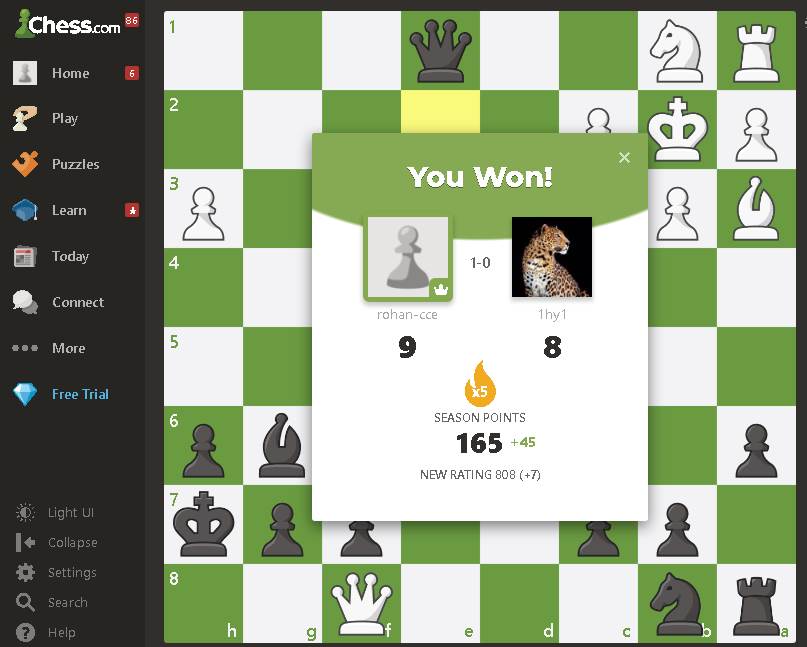 Chess.com 86
Home 6
Play
Puzzles
Learn
Today
Connect
More
Free Trial
Light UI
Collapse
Settings
Search
Help
1
2
3
4
5
6
7
8
h g f e d c b a
You Won!
×
1-0
rohan-cce 1hy1
9 8
x5
SEASON POINTS
165 +45
NEW RATING 808 (+7)